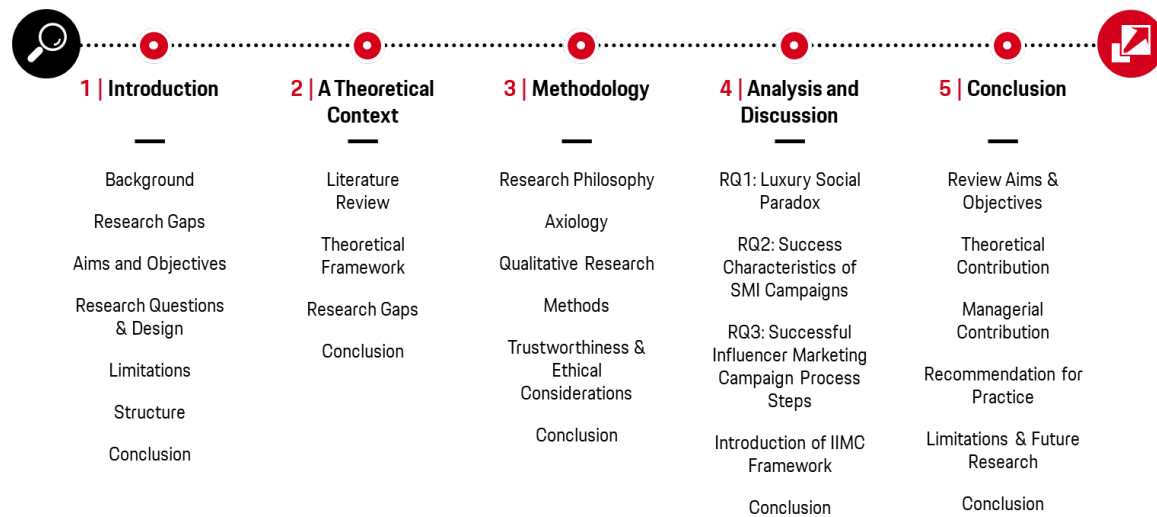 1 | Introduction
Background
Research Gaps
Aims and Objectives
Research Questions
& Design
Limitations
Structure
Conclusion
2 | A Theoretical
Context
Literature
Review
Theoretical
Framework
Research Gaps
Conclusion
3 | Methodology
Research Philosophy
Axiology
Qualitative Research
Methods
Trustworthiness &
Ethical
Considerations
Conclusion
4 | Analysis and
Discussion
RQ1: Luxury Social
Paradox
RQ2: Success
Characteristics of
SMI Campaigns
RQ3: Successful
Influencer Marketing
Campaign Process
Steps
Introduction of IIMC
Framework
Conclusion
5 | Conclusion
Review Aims &
Objectives
Theoretical
Contribution
Managerial
Contribution
Recommendation for
Practice
Limitations & Future
Research
Conclusion